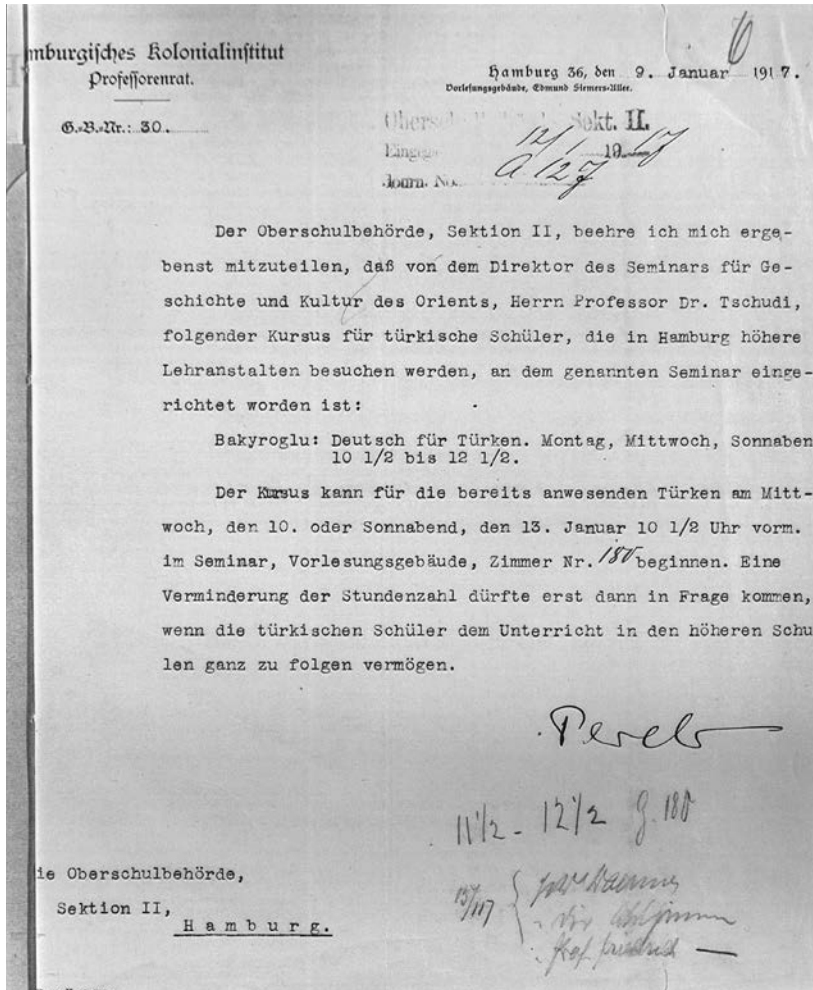 mburgisches Kolonialinstitut
Professorenrat.
Hamburg 36, den 9. Januar 1917.
Vorlesungsgebäude, Edmund Siemers-Allee.
G.-B.-Nr.: 30.
Sekt. II.
12/1 1917
Journ. No. A 127
Der Oberschulbehörde, Sektion II, beehre ich mich erge-
benst mitzuteilen, daß von dem Direktor des Seminars für Ge-
schichte und Kultur des Orients, Herrn Professor Dr. Tschudi,
folgender Kursus für türkische Schüler, die in Hamburg höhere
Lehranstalten besuchen werden, an dem genannten Seminar einge-
richtet worden ist:
Bakyroglu: Deutsch für Türken. Montag, Mittwoch, Sonnaben
10 1/2 bis 12 1/2.
Der Kursus kann für die bereits anwesenden Türken am Mitt-
woch, den 10. oder Sonnabend, den 13. Januar 10 1/2 Uhr vorm.
im Seminar, Vorlesungsgebäude, Zimmer Nr. 180 beginnen. Eine
Verminderung der Stundenzahl dürfte erst dann in Frage kommen,
wenn die türkischen Schüler dem Unterricht in den höheren Schu
len ganz zu folgen vermögen.
11 1/2 - 12 1/2 180
ie Oberschulbehörde,
Sektion II,
Hamburg.